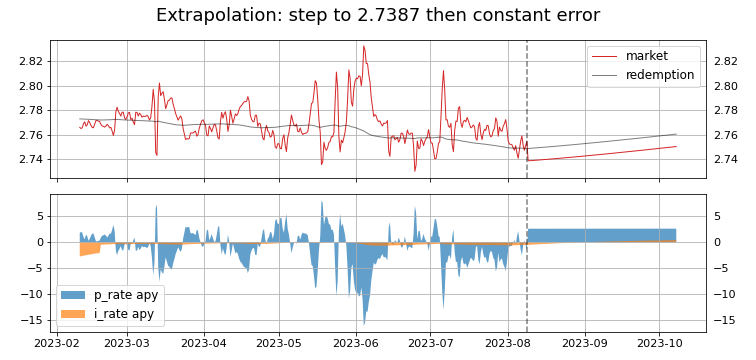 Extrapolation: step to 2.7387 then constant error
2.82 2.82
2.80 2.80
2.78 2.78
2.76 2.76
2.74 2.74
market
redemption
5
0
−5
−10
−15
5
0
−5
−10
−15
p_rate apy
i_rate apy
2023-02 2023-03 2023-04 2023-05 2023-06 2023-07 2023-08 2023-09 2023-10